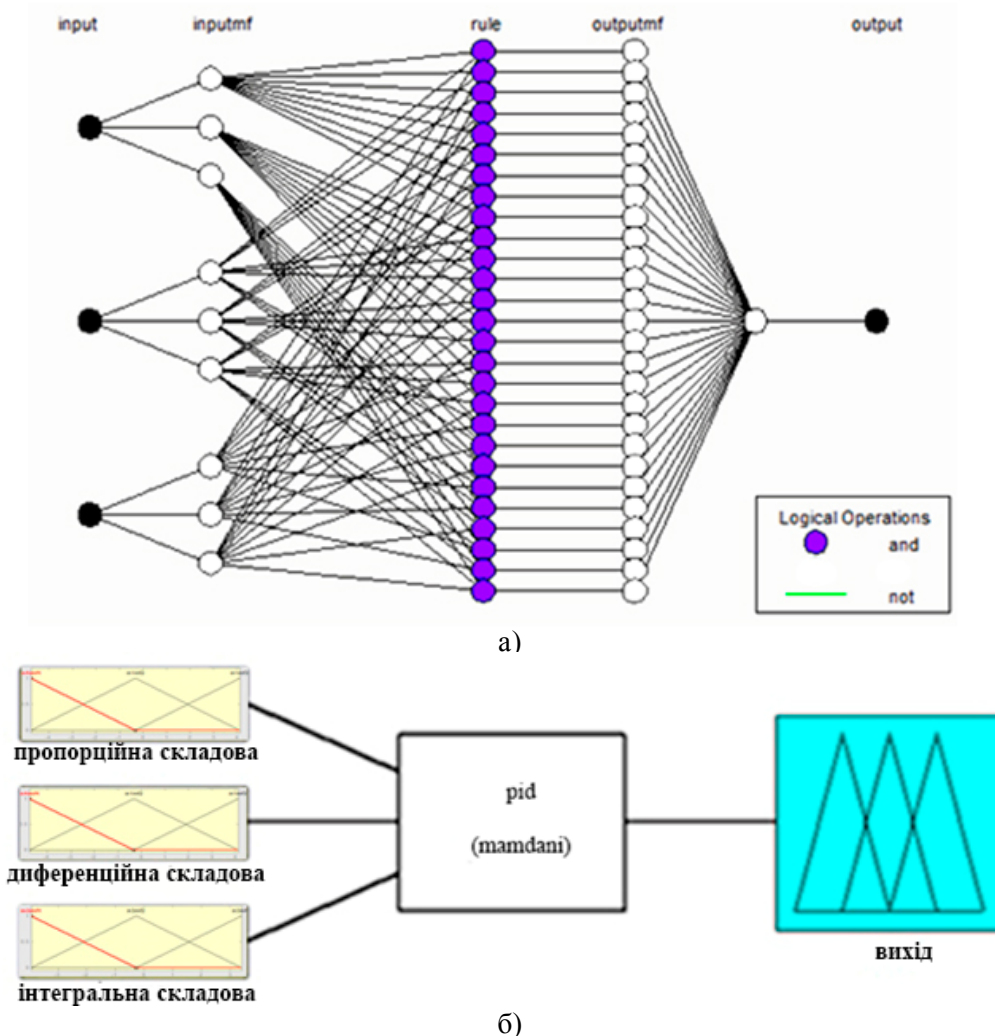 input inputmf rule outputmf output
Logical Operations
and
not
а)
пропорційна складова
диференційна складова
інтегральна складова
pid
(mamdani)
вихід
б)